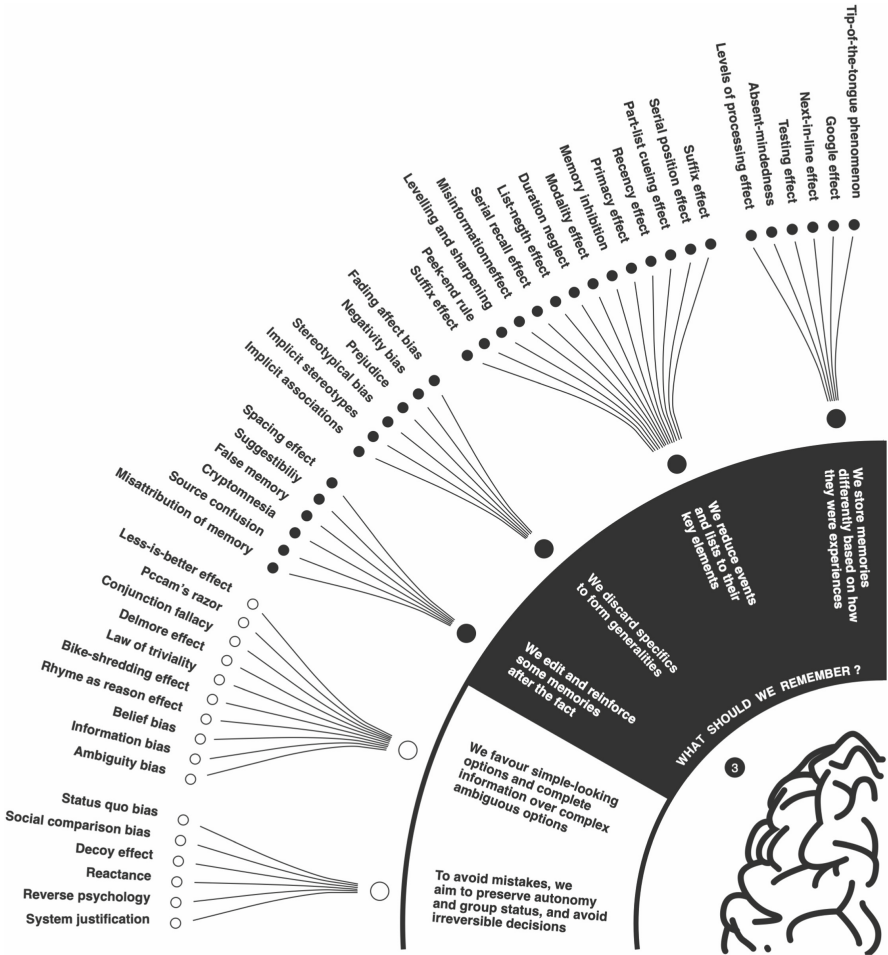 Tip-of-the-tongue phenomenon
Google effect
Next-in-line effect
Testing effect
Absent-mindedness
Levels of processing effect
Suffix effect
Serial position effect
Part-list cueing effect
Recency effect
Primacy effect
Memory inhibition
Modality effect
Duration neglect
List-negth effect
Serial recall effect
Misinformationneffect
Levelling and sharpening
Peek-end rule
Suffix effect
Fading affect bias
Negativity bias
Prejudice
Stereotypical bias
Implicit stereotypes
Implicit associations
Spacing effect
Suggestibiliy
False memory
Cryptomnesia
Source confusion
Misattribution of memory
Less-is-better effect
Pccam's razor
Conjunction fallacy
Delmore effect
Law of triviality
Bike-shredding effect
Rhyme as reason effect
Belief bias
Information bias
Ambiguity bias
Status quo bias
Social comparison bias
Decoy effect
Reactance
Reverse psychology
System justification
We store memories
differently based on how
they were experiences
We reduce events
and lists to their
key elements
We discard specifics
to form generalities
We edit and reinforce
some memories
after the fact
WHAT SHOULD WE REMEMBER?
3
We favour simple-looking
options and complete
information over complex
ambiguous options
To avoid mistakes, we
aim to preserve autonomy
and group status, and avoid
irreversible decisions